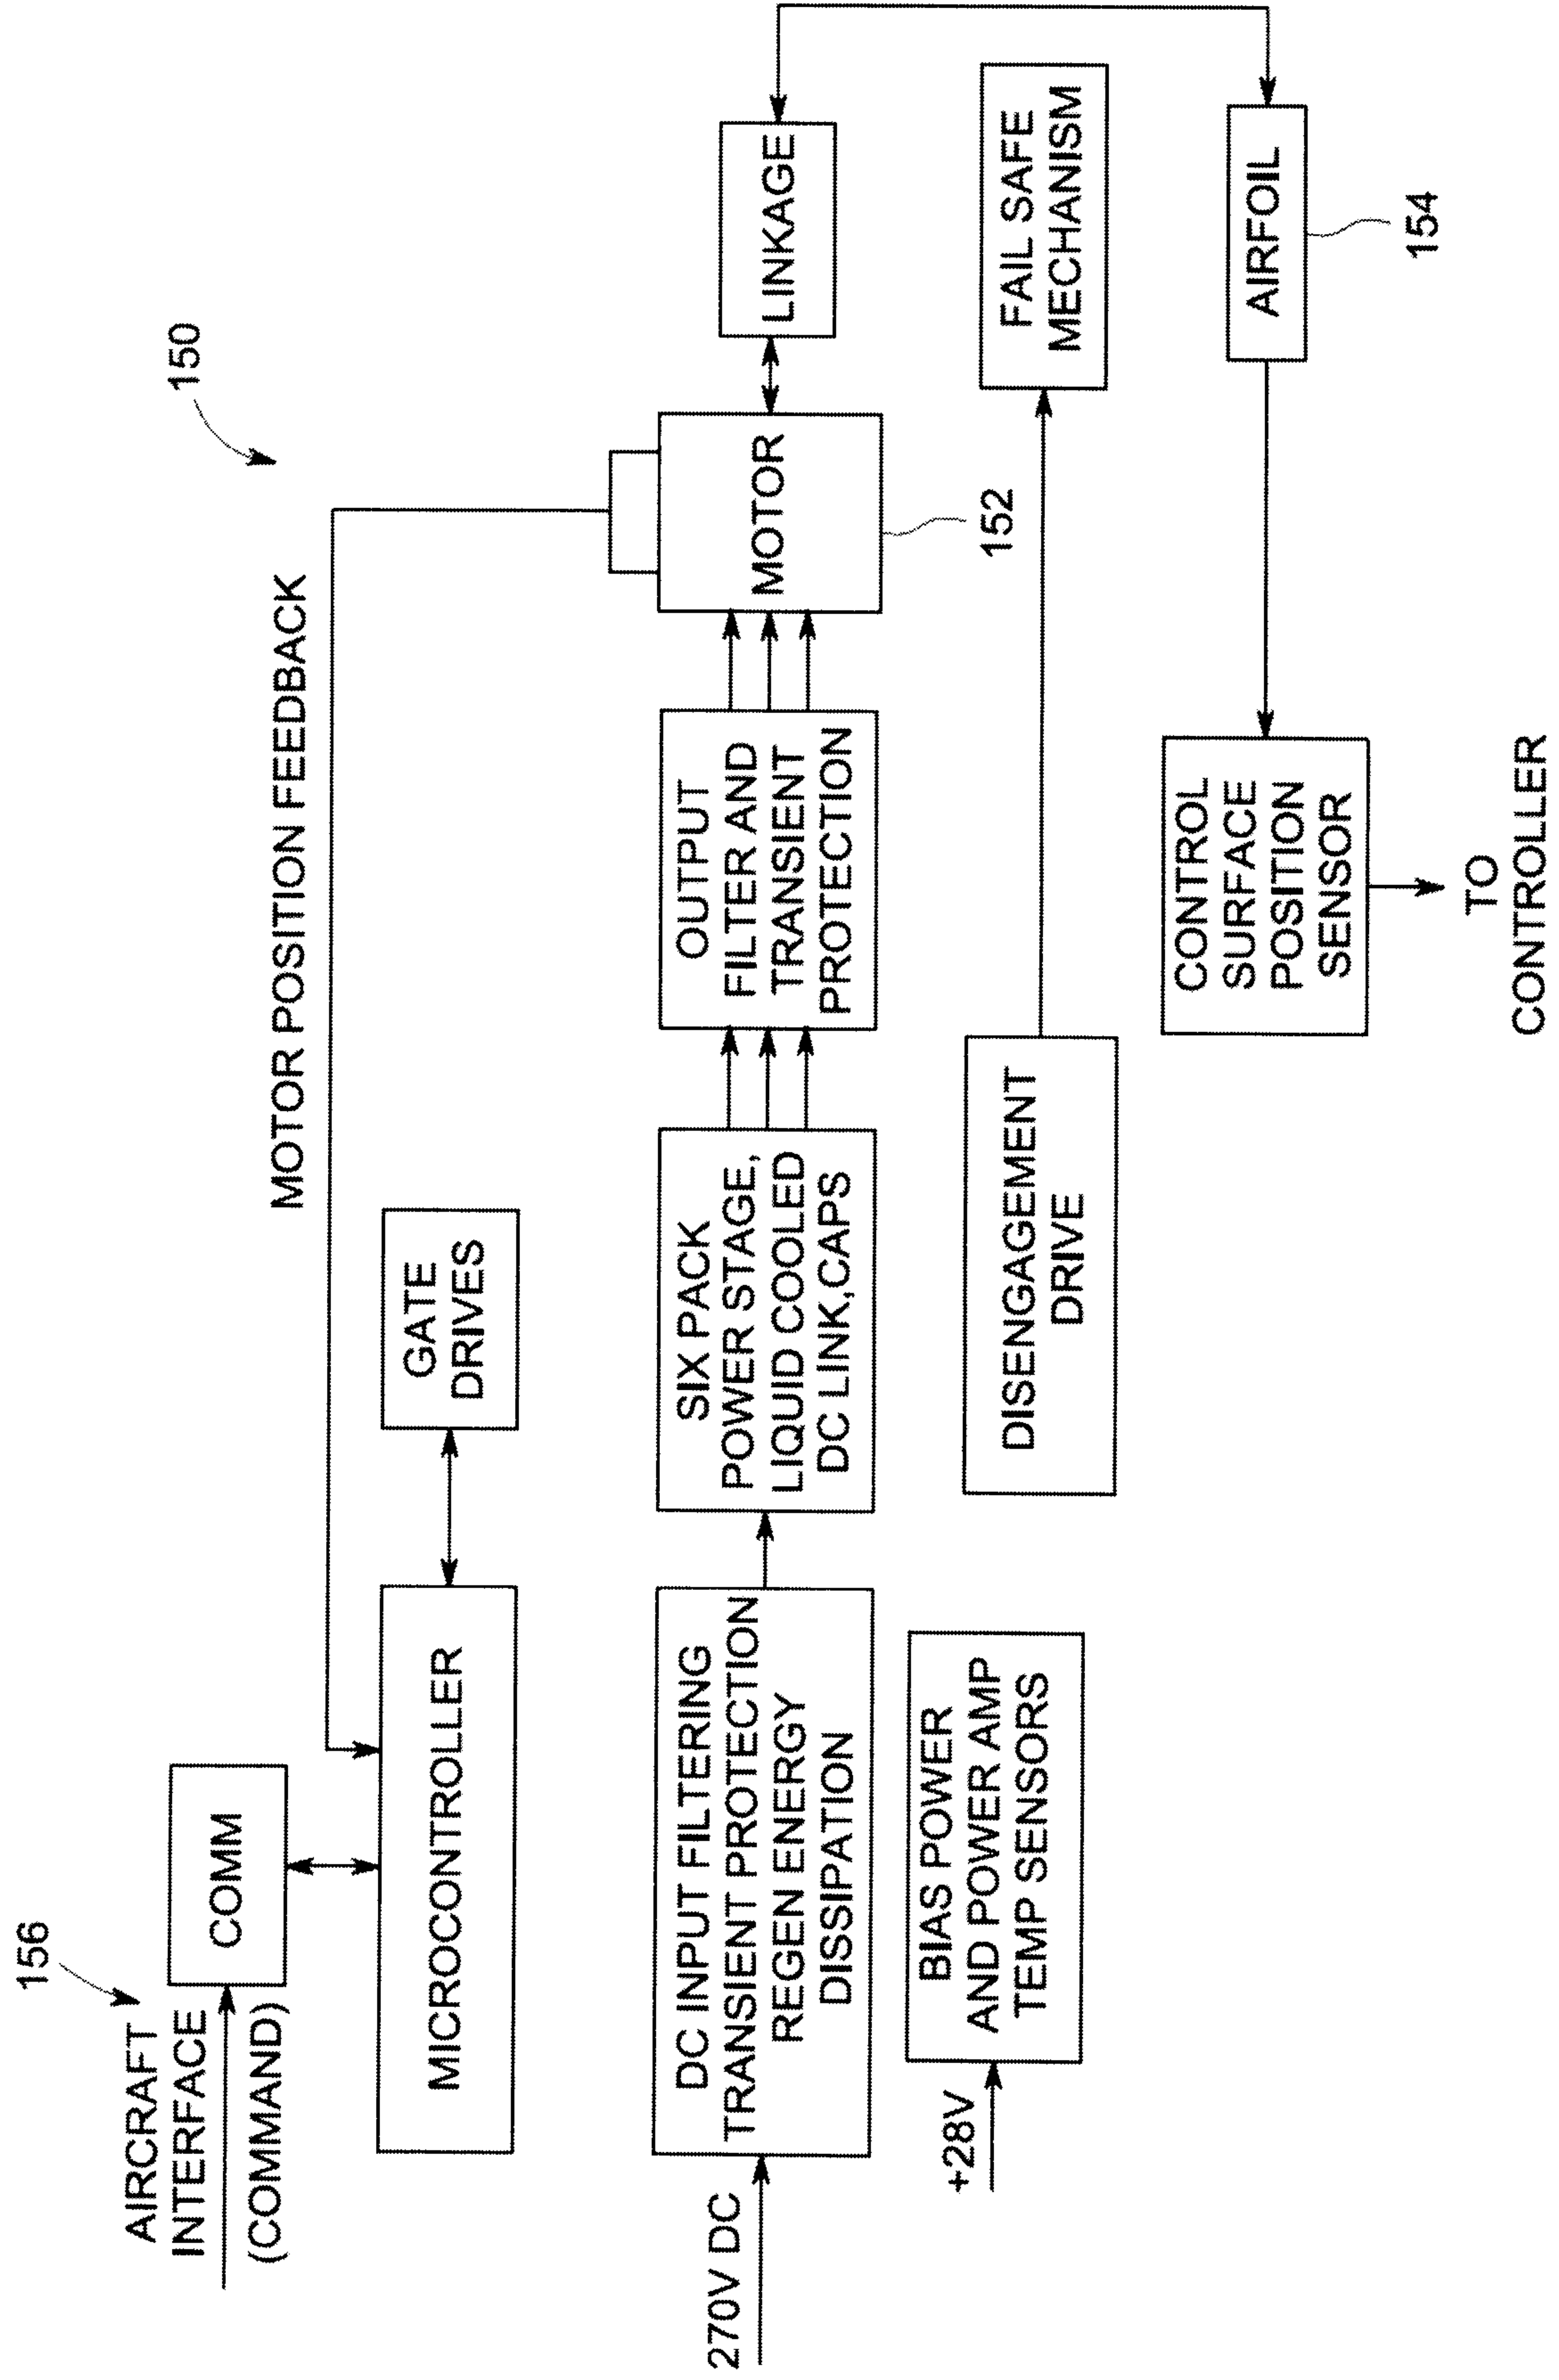 156
AIRCRAFT
INTERFACE
(COMMAND)
COMM
MOTOR POSITION FEEDBACK
150
MICROCONTROLLER
GATE
DRIVES
270V DC
DC INPUT FILTERING
TRANSIENT PROTECTION
REGEN ENERGY
DISSIPATION
SIX PACK
POWER STAGE,
LIQUID COOLED
DC LINK,CAPS
OUTPUT
FILTER AND
TRANSIENT
PROTECTION
MOTOR
152
LINKAGE
+28V
BIAS POWER
AND POWER AMP
TEMP SENSORS
DISENGAGEMENT
DRIVE
FAIL SAFE
MECHANISM
CONTROL
SURFACE
POSITION
SENSOR
TO
CONTROLLER
AIRFOIL
154